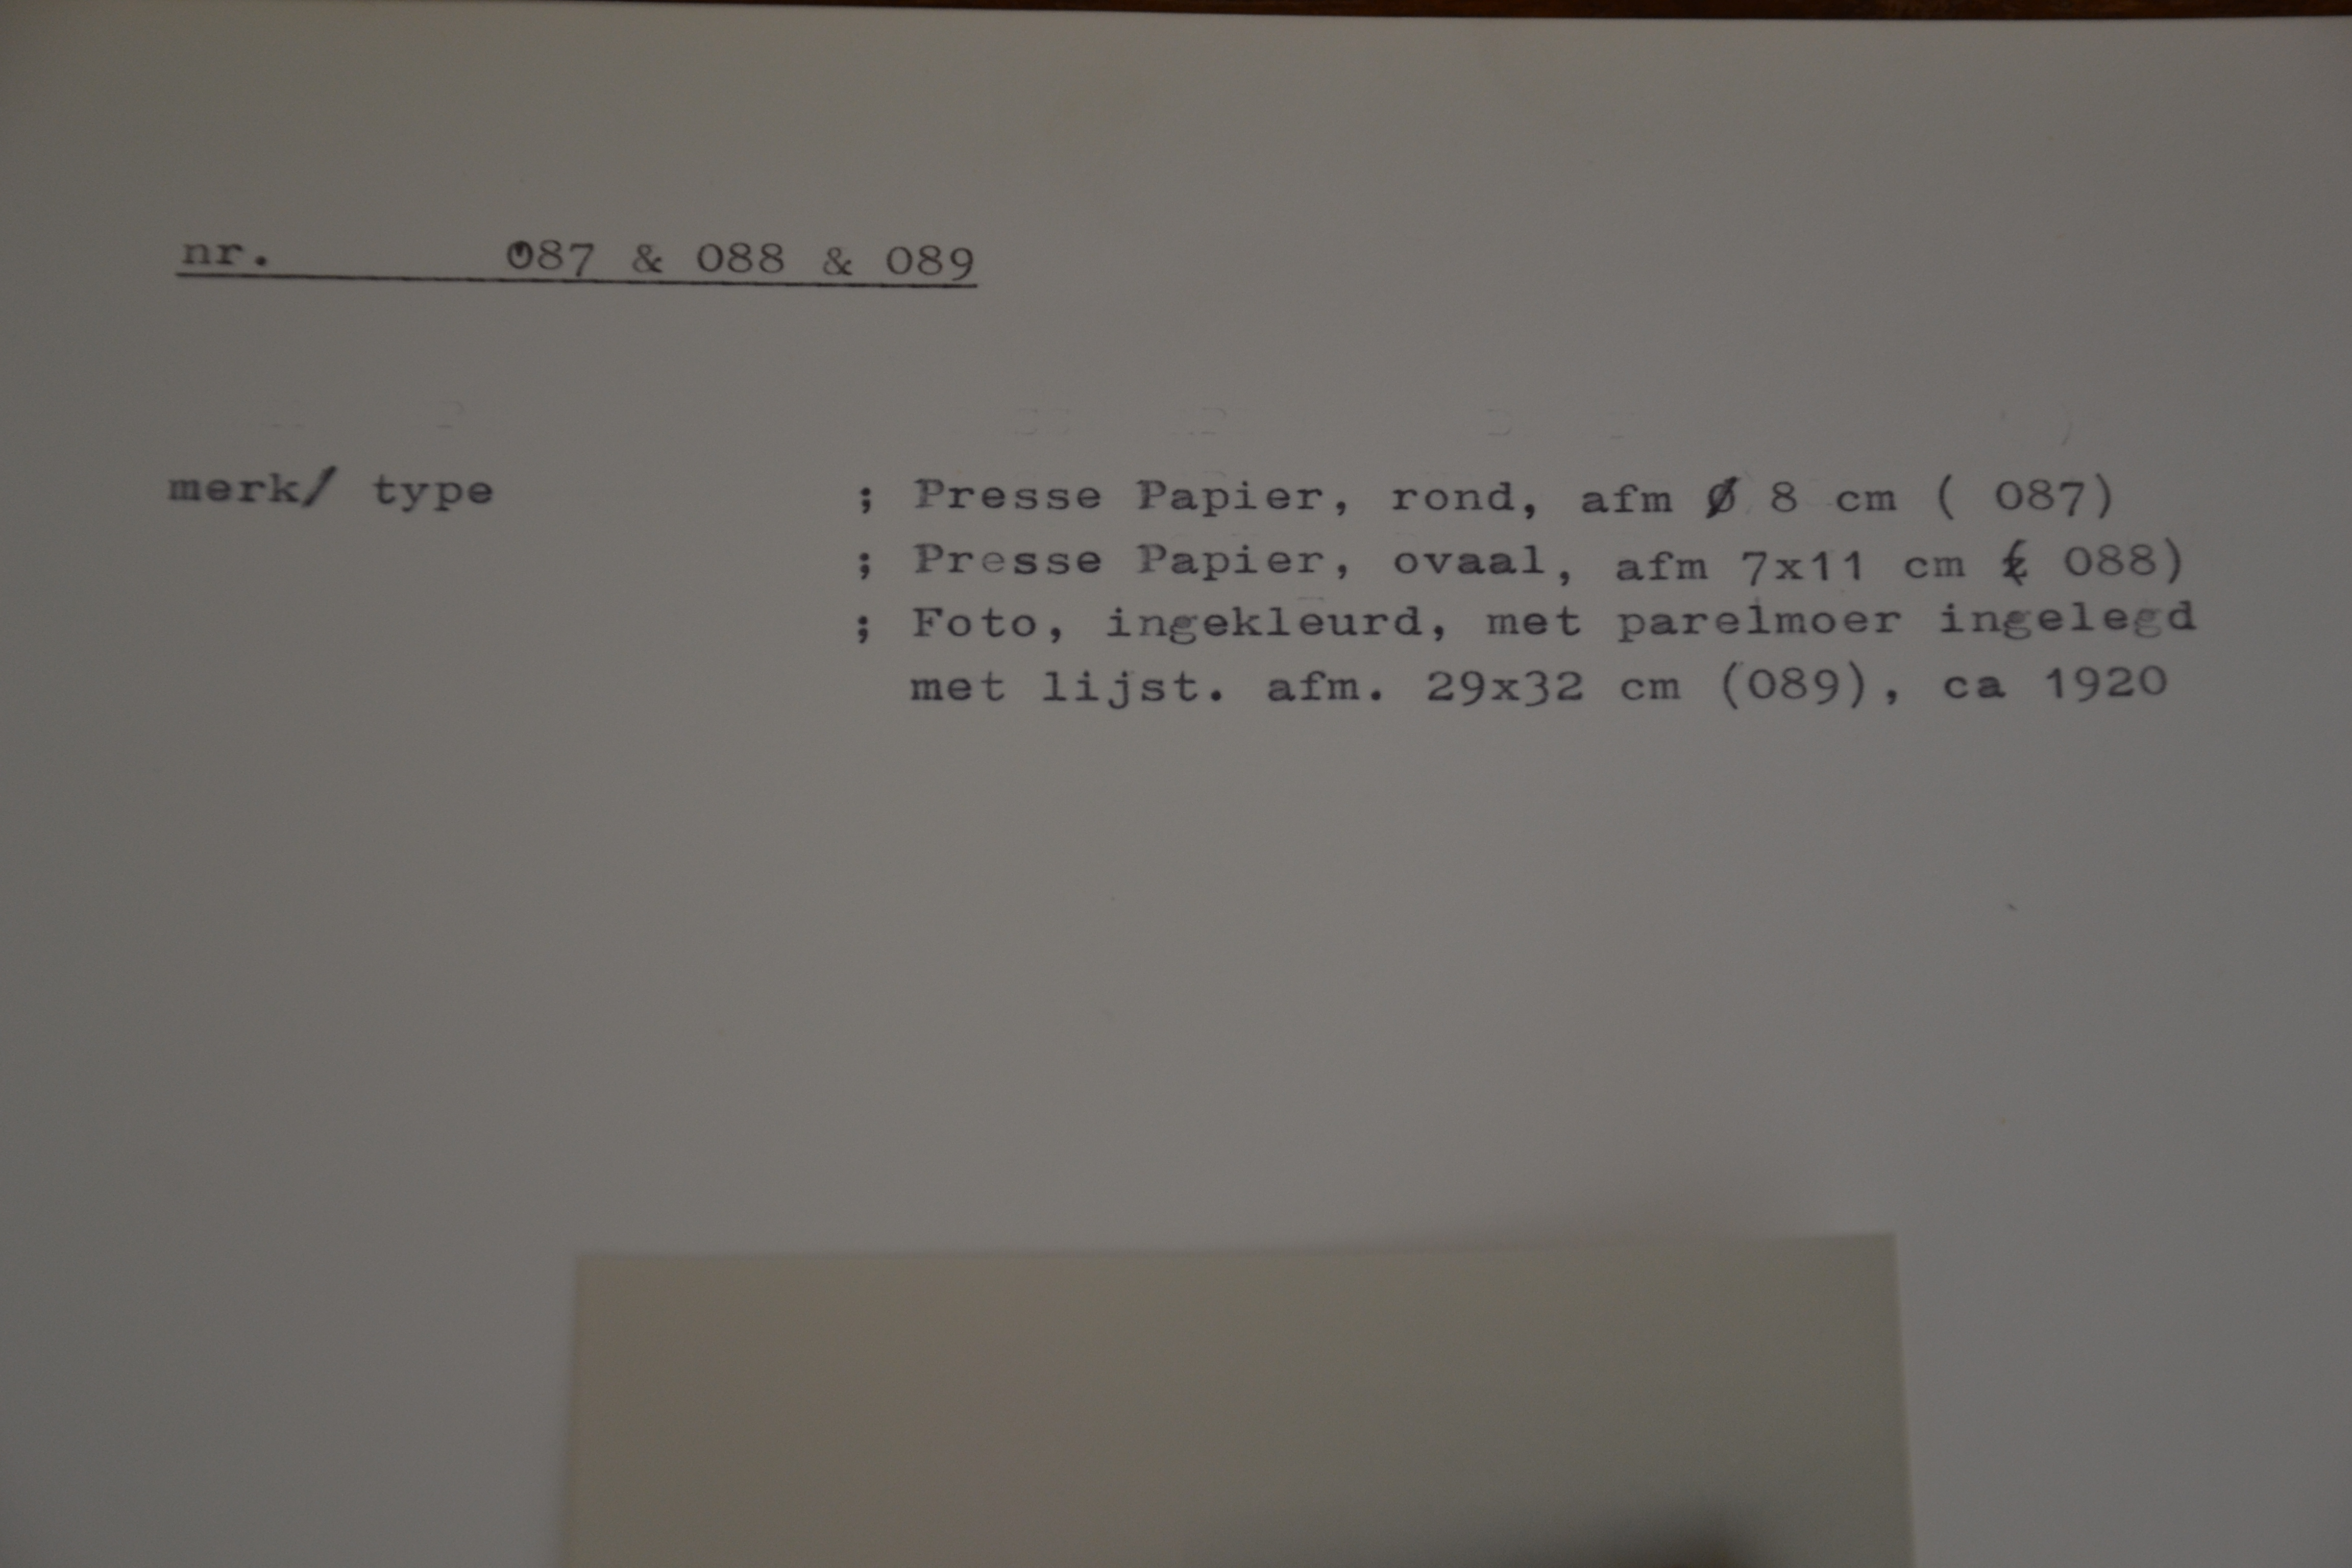 nr. 087 & 088 & 089
merk/ type ; Presse Papier, rond, afm Ø 8 cm ( 087)
; Presse Papier, ovaal, afm 7x11 cm ( 088)
; Foto, ingekleurd, met parelmoer ingelegd
met lijst. afm. 29x32 cm (089), ca 1920